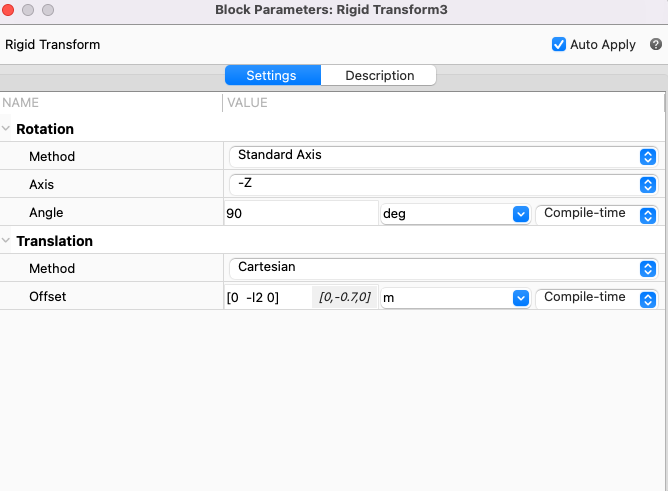 Block Parameters: Rigid Transform3
Rigid Transform
Auto Apply
?
Settings Description
NAME VALUE
Rotation
Method Standard Axis
Axis -Z
Angle 90 deg Compile-time
Translation
Method Cartesian
Offset [0 -l2 0] [0,-0.7,0] m Compile-time